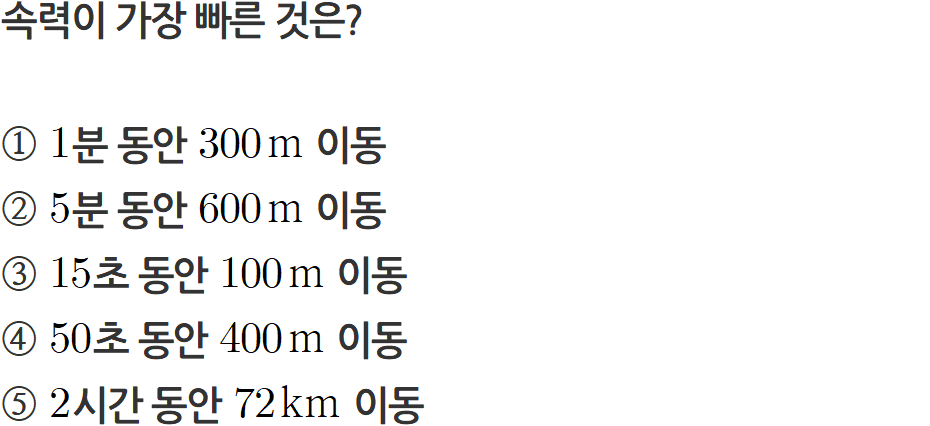 속력이 가장 빠른 것은?
① 1분 동안 300 m 이동
② 5분 동안 600 m 이동
③ 15초 동안 100 m 이동
④ 50초 동안 400 m 이동
⑤ 2시간 동안 72 km 이동